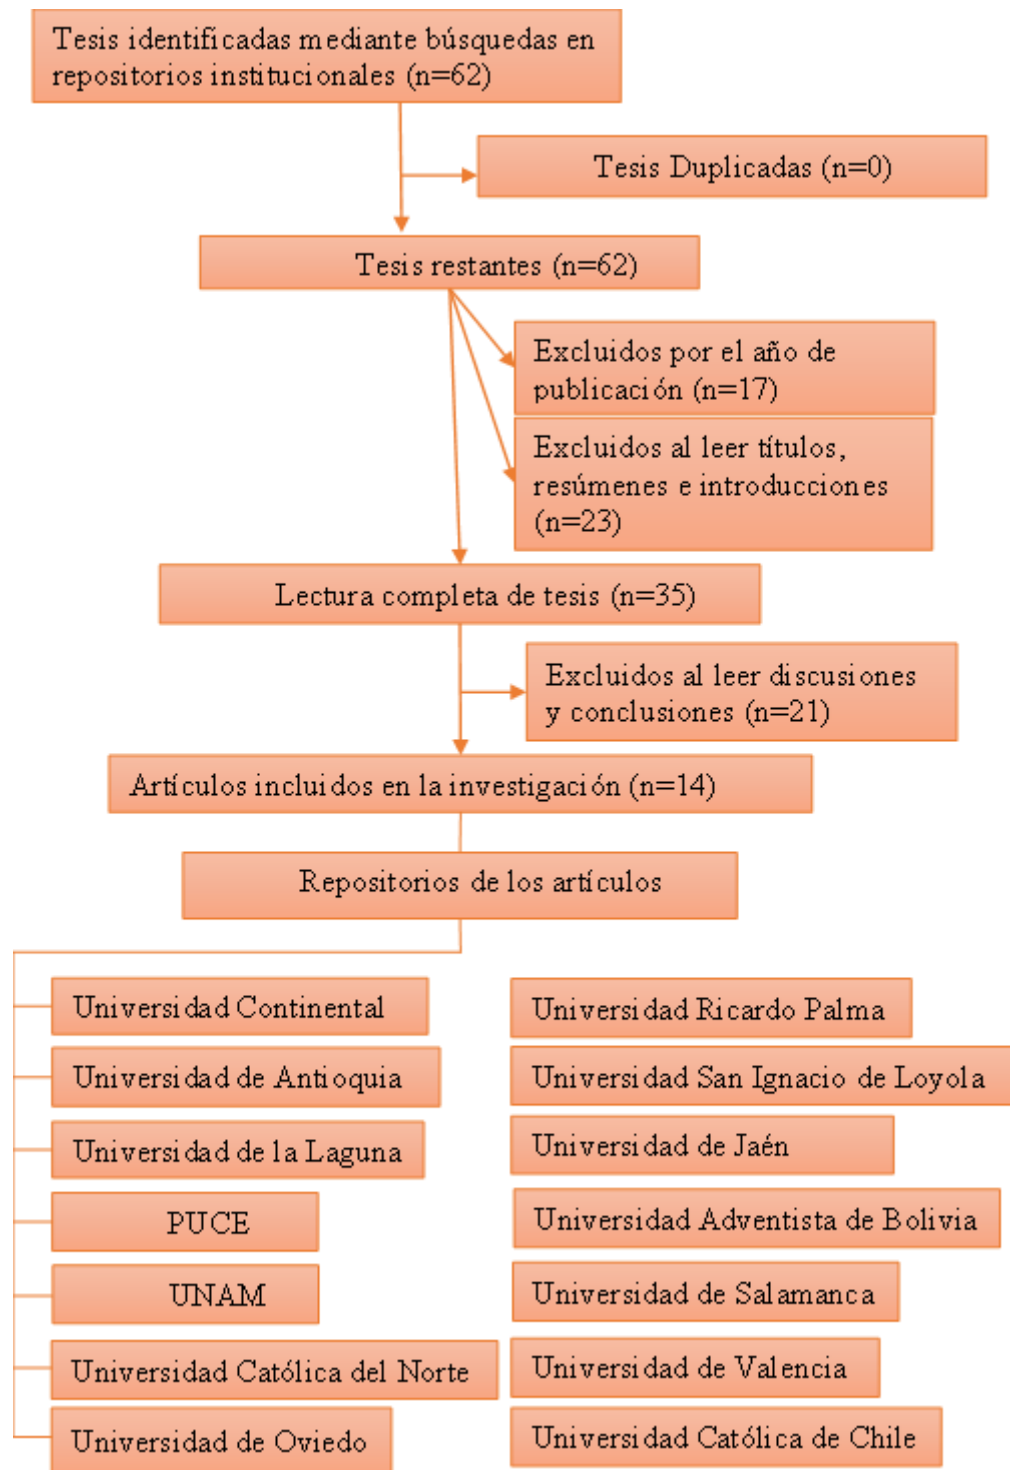 Tesis identificadas mediante búsquedas en
repositorios institucionales (n=62)
Tesis Duplicadas (n=0)
Tesis restantes (n=62)
Excluidos por el año de
publicación (n=17)
Excluidos al leer títulos,
resúmenes e introducciones
(n=23)
Lectura completa de tesis (n=35)
Excluidos al leer discusiones
y conclusiones (n=21)
Artículos incluidos en la investigación (n=14)
Repositorios de los artículos
Universidad Continental
Universidad de Antioquia
Universidad de la Laguna
PUCE
UNAM
Universidad Católica del Norte
Universidad de Oviedo
Universidad Ricardo Palma
Universidad San Ignacio de Loyola
Universidad de Jaén
Universidad Adventista de Bolivia
Universidad de Salamanca
Universidad de Valencia
Universidad Católica de Chile